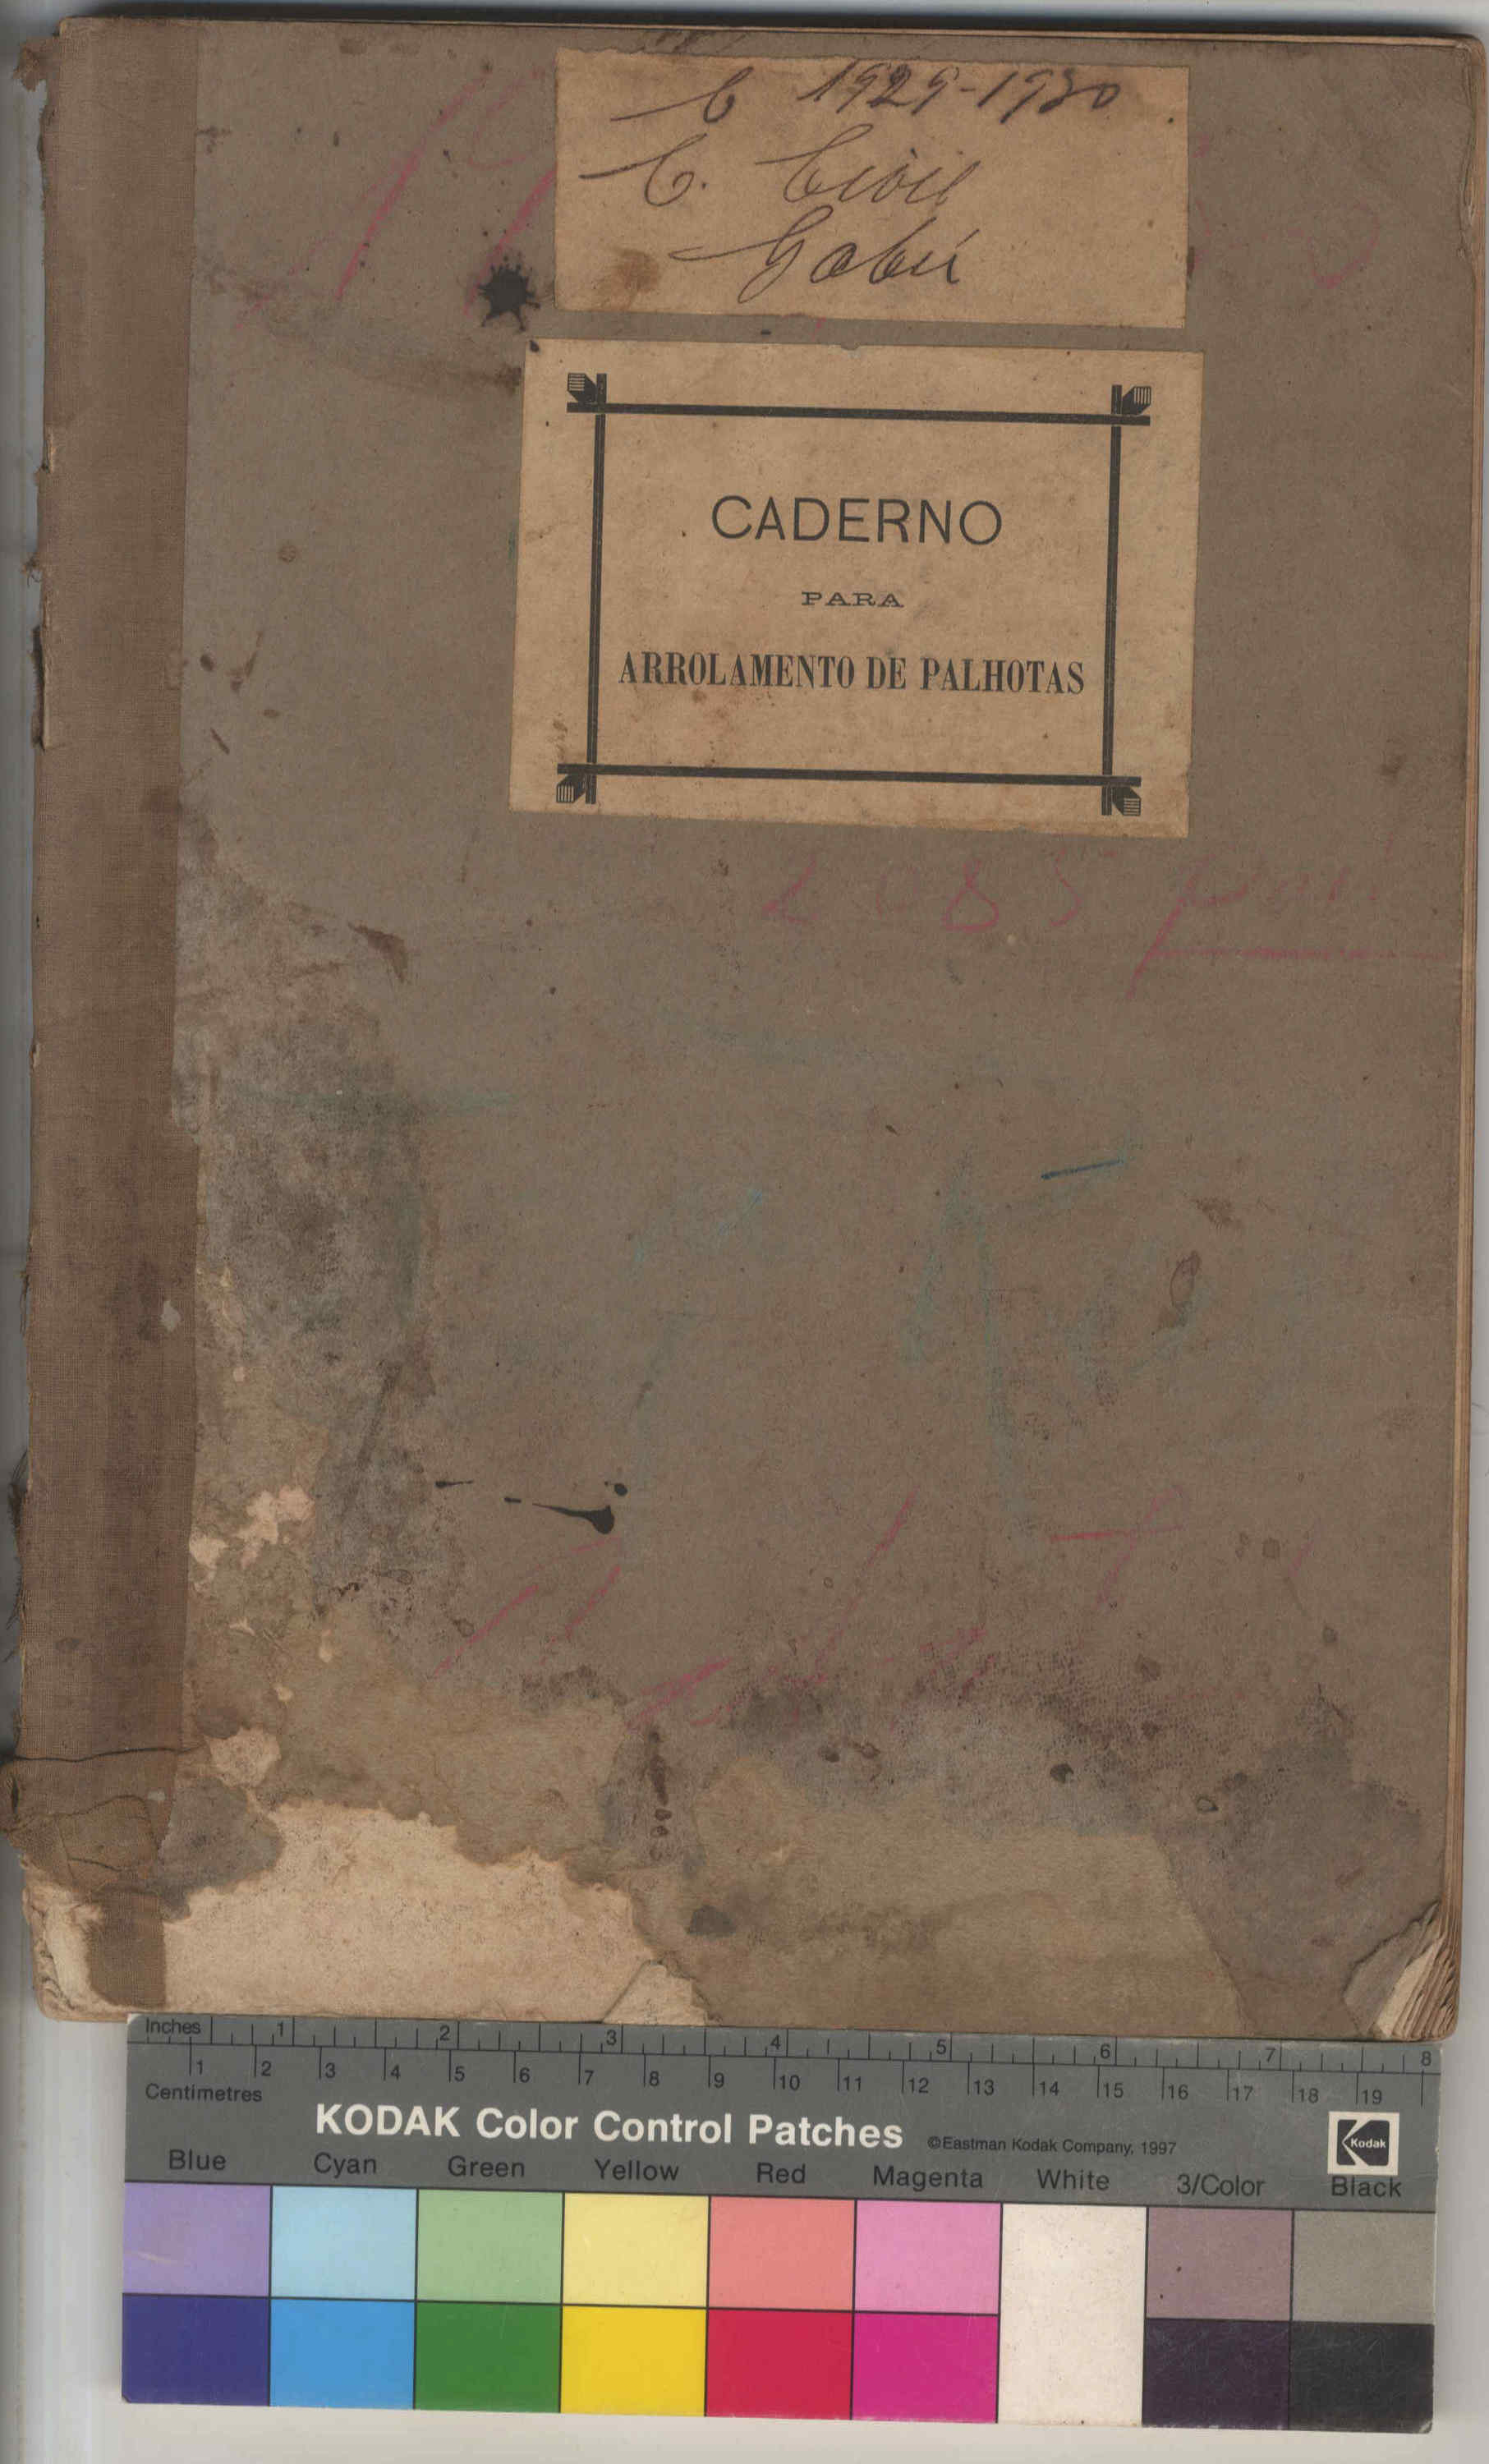 C 1929-1930
C. Civil
Gabú
CADERNO
PARA
ARROLAMENTO DE PALHOTAS
Inches 1 2 3 4 5 6 7 8
1 2 3 4 5 6 7 8 9 10 11 12 13 14 15 16 17 18 19
Centimetres
KODAK Color Control Patches ©Eastman Kodak Company, 1997 Kodak
Blue Cyan Green Yellow Red Magenta White 3/Color Black